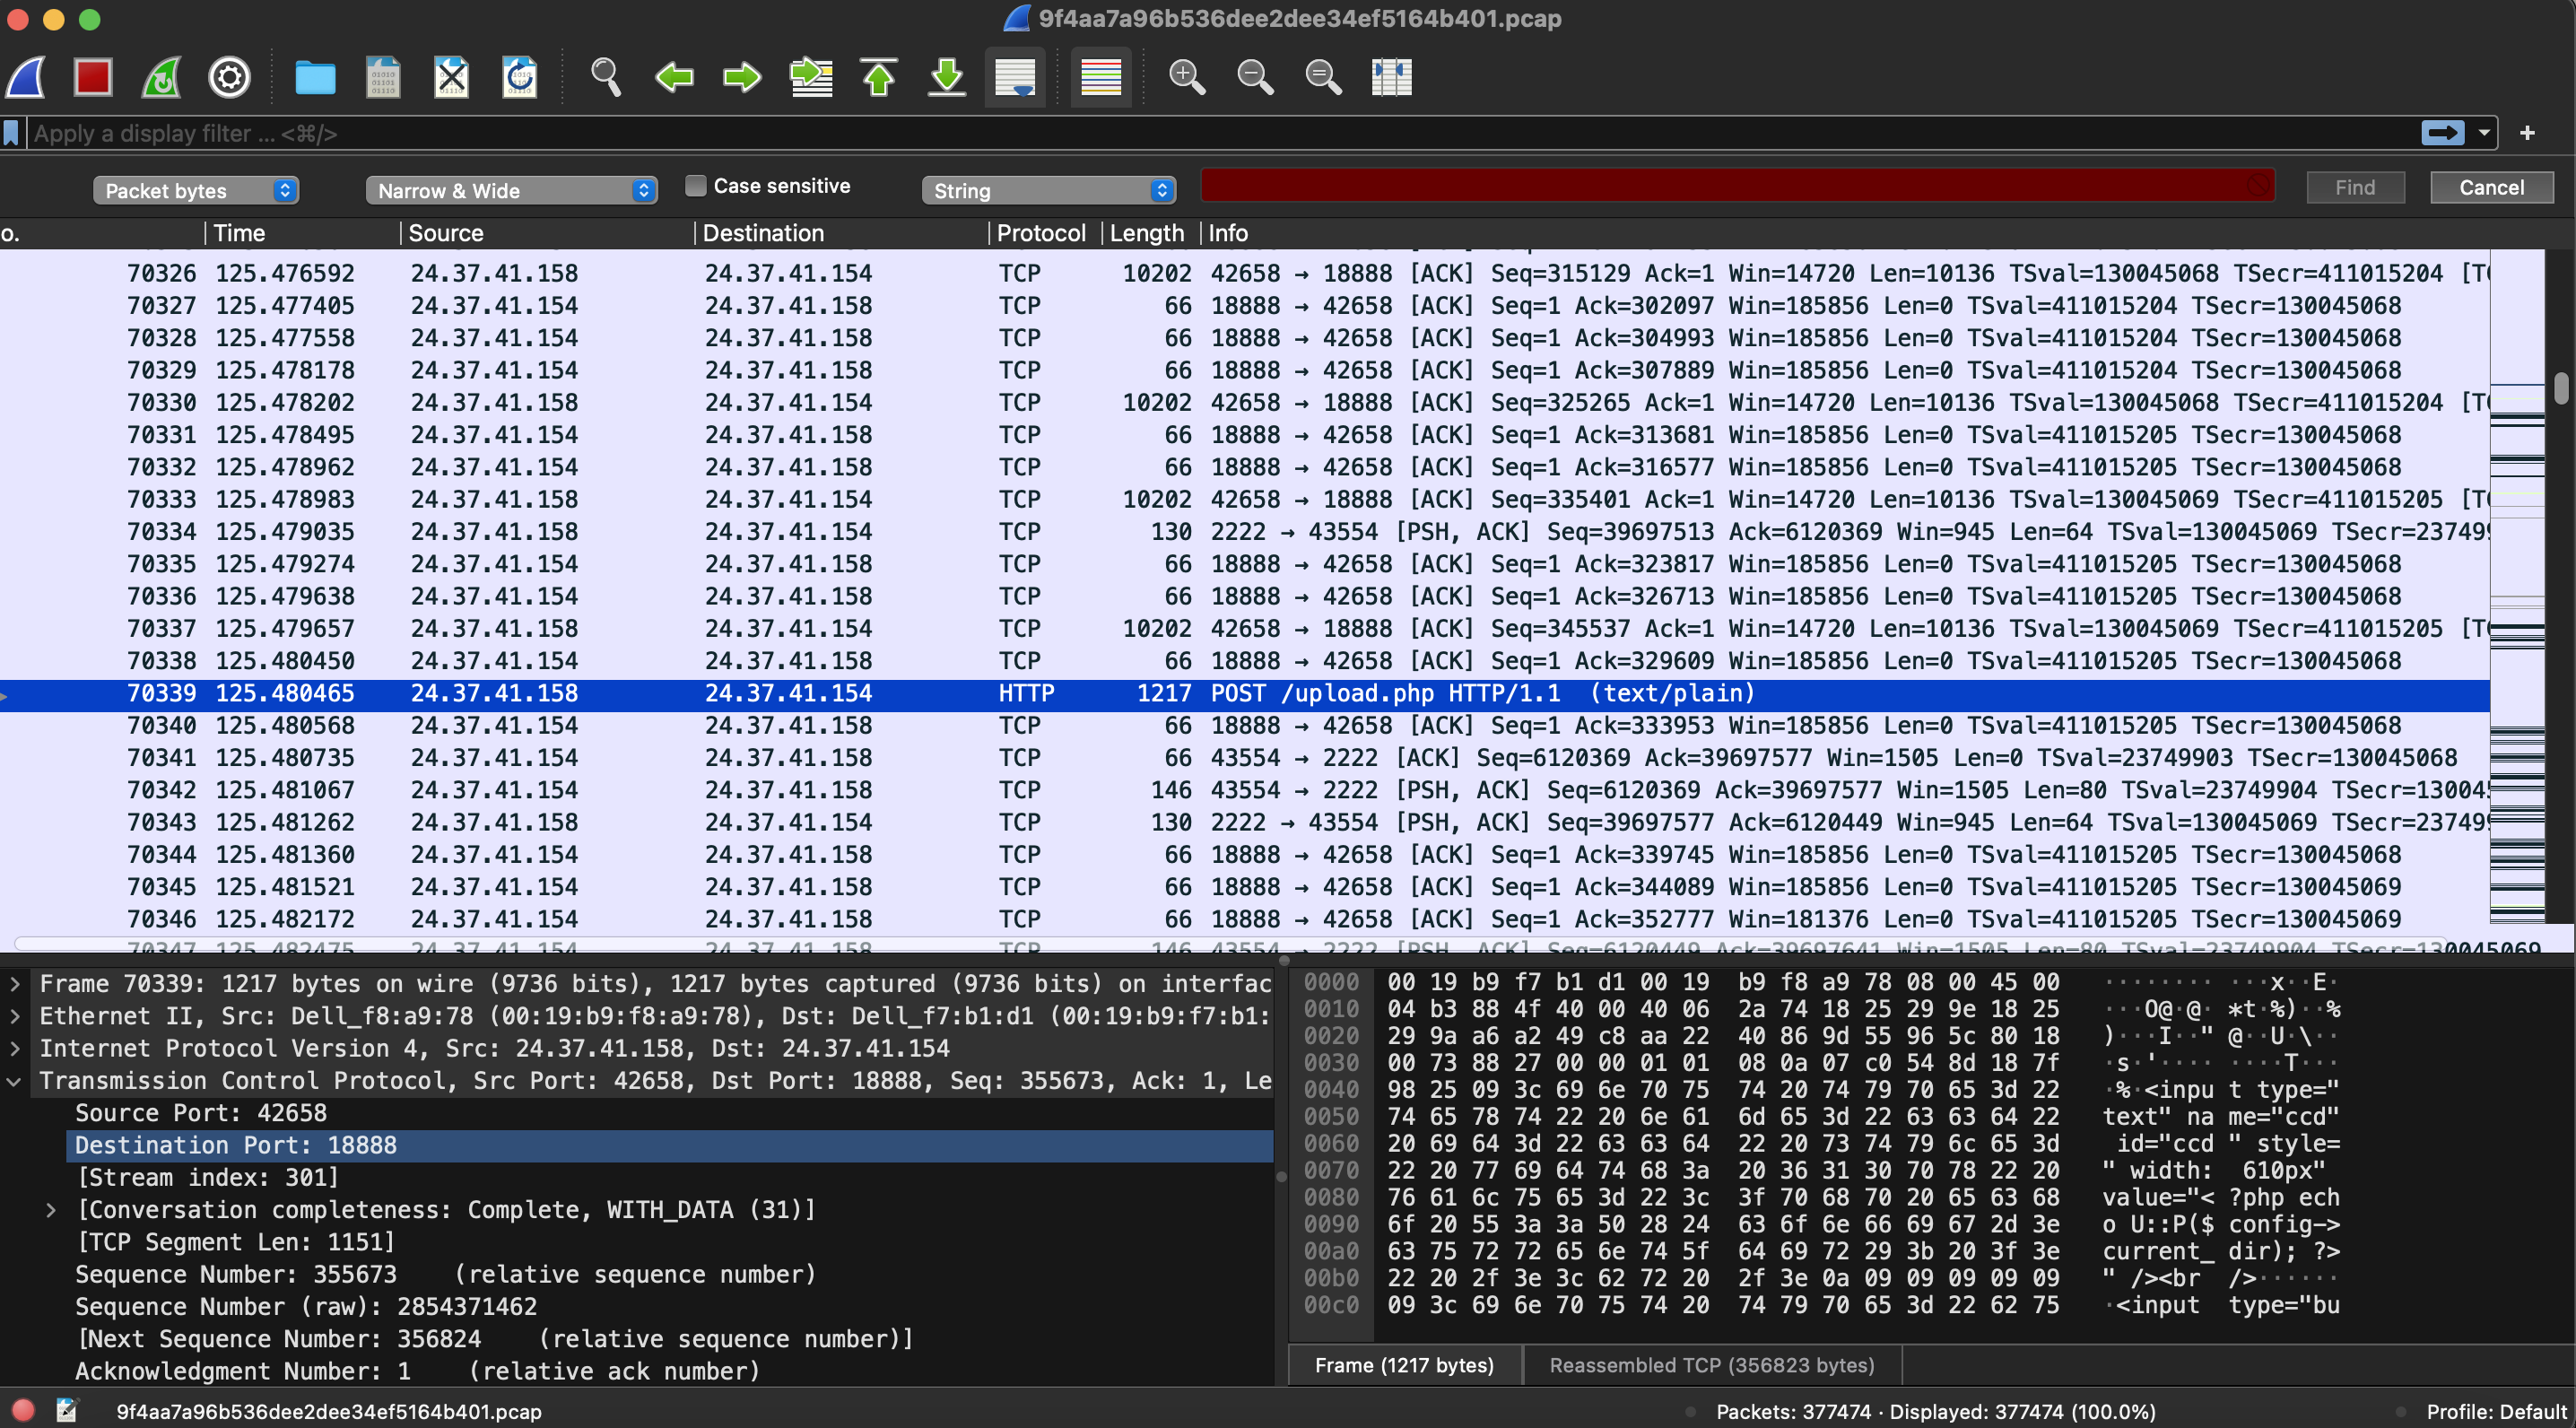 9f4aa7a96b536dee2dee34ef5164b401.pcap
Apply a display filter ... <⌘/>
Packet bytes Narrow & Wide Case sensitive String Find Cancel
o. Time Source Destination Protocol Length Info
70326 125.476592 24.37.41.158 24.37.41.154 TCP 10202 42658 → 18888 [ACK] Seq=315129 Ack=1 Win=14720 Len=10136 TSval=130045068 TSecr=411015204 [T
70327 125.477405 24.37.41.154 24.37.41.158 TCP 66 18888 → 42658 [ACK] Seq=1 Ack=302097 Win=185856 Len=0 TSval=411015204 TSecr=130045068
70328 125.477558 24.37.41.154 24.37.41.158 TCP 66 18888 → 42658 [ACK] Seq=1 Ack=304993 Win=185856 Len=0 TSval=411015204 TSecr=130045068
70329 125.478178 24.37.41.154 24.37.41.158 TCP 66 18888 → 42658 [ACK] Seq=1 Ack=307889 Win=185856 Len=0 TSval=411015204 TSecr=130045068
70330 125.478202 24.37.41.158 24.37.41.154 TCP 10202 42658 → 18888 [ACK] Seq=325265 Ack=1 Win=14720 Len=10136 TSval=130045068 TSecr=411015204 [T
70331 125.478495 24.37.41.154 24.37.41.158 TCP 66 18888 → 42658 [ACK] Seq=1 Ack=313681 Win=185856 Len=0 TSval=411015205 TSecr=130045068
70332 125.478962 24.37.41.154 24.37.41.158 TCP 66 18888 → 42658 [ACK] Seq=1 Ack=316577 Win=185856 Len=0 TSval=411015205 TSecr=130045068
70333 125.478983 24.37.41.158 24.37.41.154 TCP 10202 42658 → 18888 [ACK] Seq=335401 Ack=1 Win=14720 Len=10136 TSval=130045069 TSecr=411015205 [T
70334 125.479035 24.37.41.158 24.37.41.154 TCP 130 2222 → 43554 [PSH, ACK] Seq=39697513 Ack=6120369 Win=945 Len=64 TSval=130045069 TSecr=237499
70335 125.479274 24.37.41.154 24.37.41.158 TCP 66 18888 → 42658 [ACK] Seq=1 Ack=323817 Win=185856 Len=0 TSval=411015205 TSecr=130045068
70336 125.479638 24.37.41.154 24.37.41.158 TCP 66 18888 → 42658 [ACK] Seq=1 Ack=326713 Win=185856 Len=0 TSval=411015205 TSecr=130045068
70337 125.479657 24.37.41.158 24.37.41.154 TCP 10202 42658 → 18888 [ACK] Seq=345537 Ack=1 Win=14720 Len=10136 TSval=130045069 TSecr=411015205 [T
70338 125.480450 24.37.41.154 24.37.41.158 TCP 66 18888 → 42658 [ACK] Seq=1 Ack=329609 Win=185856 Len=0 TSval=411015205 TSecr=130045068
70339 125.480465 24.37.41.158 24.37.41.154 HTTP 1217 POST /upload.php HTTP/1.1 (text/plain)
70340 125.480568 24.37.41.154 24.37.41.158 TCP 66 18888 → 42658 [ACK] Seq=1 Ack=333953 Win=185856 Len=0 TSval=411015205 TSecr=130045068
70341 125.480735 24.37.41.154 24.37.41.158 TCP 66 43554 → 2222 [ACK] Seq=6120369 Ack=39697577 Win=1505 Len=0 TSval=23749903 TSecr=130045068
70342 125.481067 24.37.41.154 24.37.41.158 TCP 146 43554 → 2222 [PSH, ACK] Seq=6120369 Ack=39697577 Win=1505 Len=80 TSval=23749904 TSecr=13004
70343 125.481262 24.37.41.158 24.37.41.154 TCP 130 2222 → 43554 [PSH, ACK] Seq=39697577 Ack=6120449 Win=945 Len=64 TSval=130045069 TSecr=23749
70344 125.481360 24.37.41.154 24.37.41.158 TCP 66 18888 → 42658 [ACK] Seq=1 Ack=339745 Win=185856 Len=0 TSval=411015205 TSecr=130045068
70345 125.481521 24.37.41.154 24.37.41.158 TCP 66 18888 → 42658 [ACK] Seq=1 Ack=344089 Win=185856 Len=0 TSval=411015205 TSecr=130045069
70346 125.482172 24.37.41.154 24.37.41.158 TCP 66 18888 → 42658 [ACK] Seq=1 Ack=352777 Win=181376 Len=0 TSval=411015205 TSecr=130045069
70347 125.482475 24.37.41.154 24.37.41.158 TCP 146 43554 → 2222 [PSH, ACK] Seq=6120449 Ack=39697641 Win=1505 Len=80 TSval=23749904 TSecr=130045069
Frame 70339: 1217 bytes on wire (9736 bits), 1217 bytes captured (9736 bits) on interfac
Ethernet II, Src: Dell_f8:a9:78 (00:19:b9:f8:a9:78), Dst: Dell_f7:b1:d1 (00:19:b9:f7:b1:
Internet Protocol Version 4, Src: 24.37.41.158, Dst: 24.37.41.154
Transmission Control Protocol, Src Port: 42658, Dst Port: 18888, Seq: 355673, Ack: 1, Le
Source Port: 42658
Destination Port: 18888
[Stream index: 301]
[Conversation completeness: Complete, WITH_DATA (31)]
[TCP Segment Len: 1151]
Sequence Number: 355673 (relative sequence number)
Sequence Number (raw): 2854371462
[Next Sequence Number: 356824 (relative sequence number)]
Acknowledgment Number: 1 (relative ack number)
0000 00 19 b9 f7 b1 d1 00 19 b9 f8 a9 78 08 00 45 00 ········ ···x··E·
0010 04 b3 88 4f 40 00 40 06 2a 74 18 25 29 9e 18 25 ···O@·@· *t·%)··%
0020 29 9a a6 a2 49 c8 aa 22 40 86 9d 55 96 5c 80 18 )···I··" @··U·\··
0030 00 73 88 27 00 00 01 01 08 0a 07 c0 54 8d 18 7f ·s·'···· ····T···
0040 98 25 09 3c 69 6e 70 75 74 20 74 79 70 65 3d 22 ·%·<inpu t type="
0050 74 65 78 74 22 20 6e 61 6d 65 3d 22 63 63 64 22 text" na me="ccd"
0060 20 69 64 3d 22 63 63 64 22 20 73 74 79 6c 65 3d id="ccd " style=
0070 22 20 77 69 64 74 68 3a 20 36 31 30 70 78 22 20 " width: 610px"
0080 76 61 6c 75 65 3d 22 3c 3f 70 68 70 20 65 63 68 value="< ?php ech
0090 6f 20 55 3a 3a 50 28 24 63 6f 6e 66 69 67 2d 3e o U::P($ config->
00a0 63 75 72 72 65 6e 74 5f 64 69 72 29 3b 20 3f 3e current_ dir); ?>
00b0 22 20 2f 3e 3c 62 72 20 2f 3e 0a 09 09 09 09 09 " /><br />······
00c0 09 3c 69 6e 70 75 74 20 74 79 70 65 3d 22 62 75 ·<input type="bu
Frame (1217 bytes) Reassembled TCP (356823 bytes)
9f4aa7a96b536dee2dee34ef5164b401.pcap Packets: 377474 · Displayed: 377474 (100.0%) Profile: Default